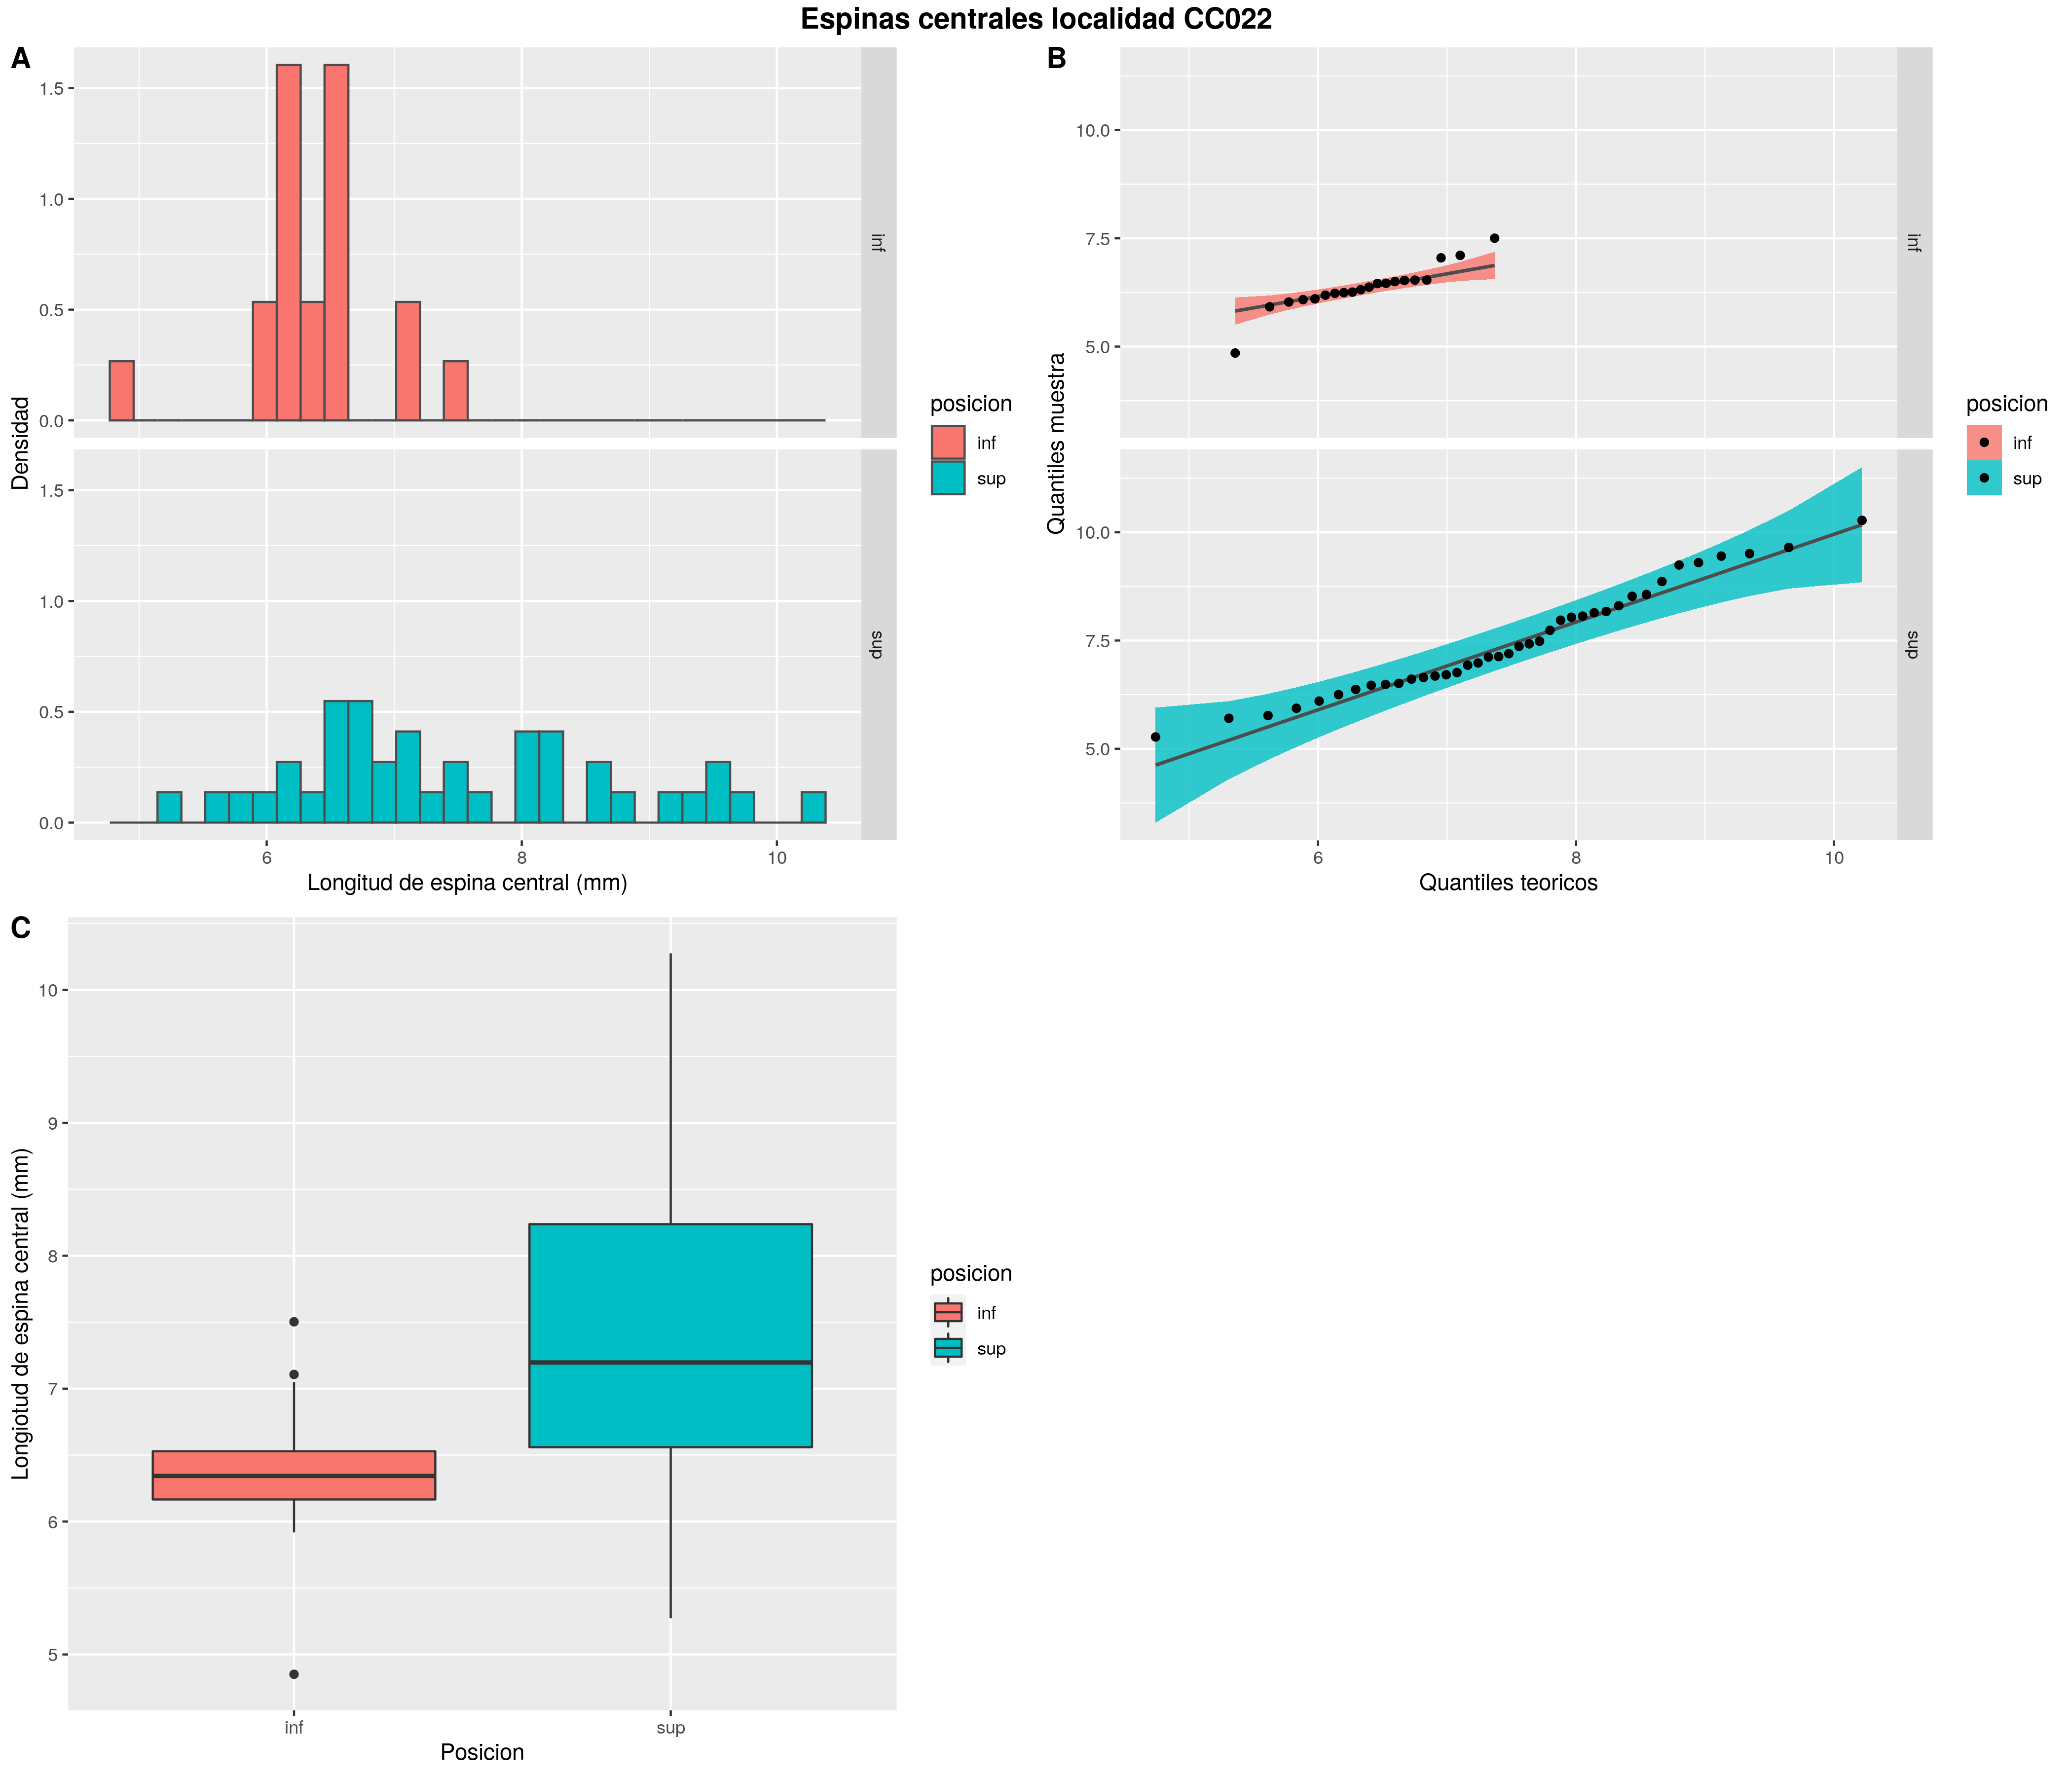 Espinas centrales localidad CC022
A
Densidad
1.5
1.0
0.5
0.0
inf
1.5
1.0
0.5
0.0
sup
6 8 10
Longitud de espina central (mm)
posicion
inf
sup
B
Quantiles muestra
10.0
7.5
5.0
inf
10.0
7.5
5.0
sup
6 8 10
Quantiles teoricos
posicion
inf
sup
C
Longiotud de espina central (mm)
10
9
8
7
6
5
inf sup
Posicion
posicion
inf
sup